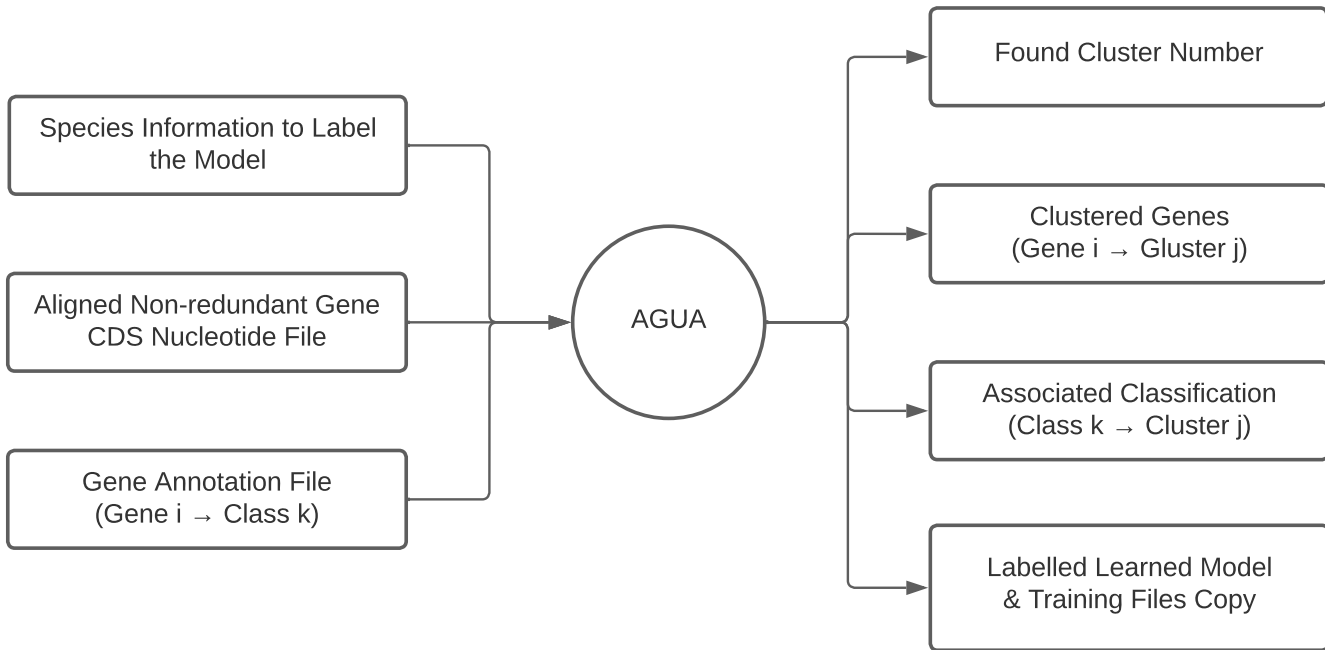 Species Information to Label
the Model
Aligned Non-redundant Gene
CDS Nucleotide File
Gene Annotation File
(Gene i → Class k)
AGUA
Found Cluster Number
Clustered Genes
(Gene i → Gluster j)
Associated Classification
(Class k → Cluster j)
Labelled Learned Model
& Training Files Copy